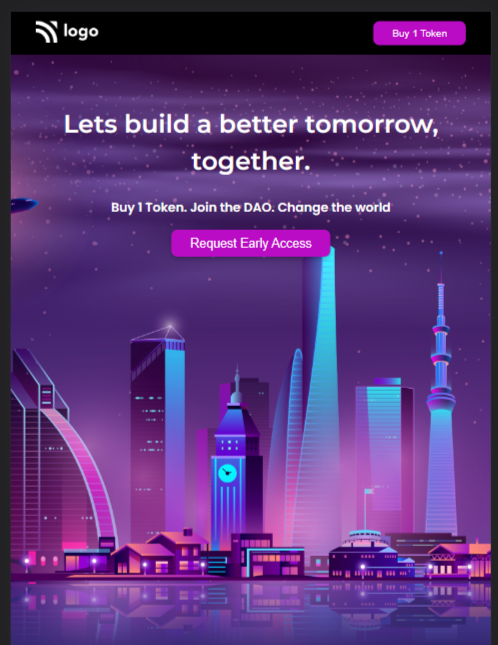 logo
Buy 1 Token
Lets build a better tomorrow,
together.
Buy 1 Token. Join the DAO. Change the world
Request Early Access